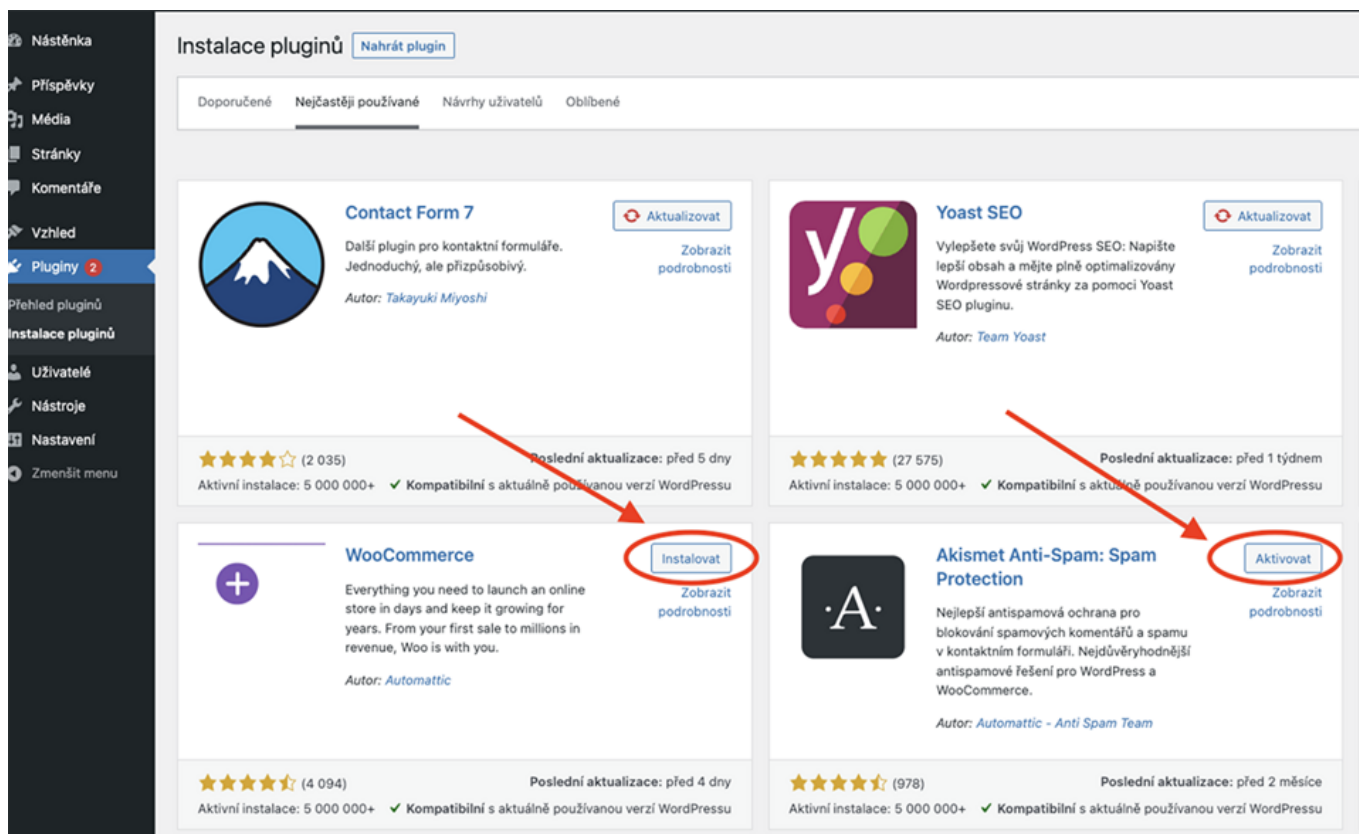 Nástěnka
Příspěvky
Média
Stránky
Komentáře
Vzhled
Pluginy 2
Přehled pluginů
Instalace pluginů
Uživatelé
Nástroje
Nastavení
Zmenšit menu
Instalace pluginů Nahrát plugin
Doporučené Nejčastěji používané Návrhy uživatelů Oblíbené
Contact Form 7
Aktualizovat
Další plugin pro kontaktní formuláře.
Jednoduchý, ale přizpůsobivý.
Zobrazit
podrobnosti
Autor: Takayuki Miyoshi
(2 035)
Poslední aktualizace: před 5 dny
Aktivní instalace: 5 000 000+
Kompatibilní s aktuálně používanou verzí WordPressu
y
Yoast SEO
Aktualizovat
Vylepšete svůj WordPress SEO: Napište
lepší obsah a mějte plně optimalizovány
Wordpressové stránky za pomoci Yoast
SEO pluginu.
Zobrazit
podrobnosti
Autor: Team Yoast
(27 575)
Poslední aktualizace: před 1 týdnem
Aktivní instalace: 5 000 000+
Kompatibilní s aktuálně používanou verzí WordPressu
WooCommerce
Instalovat
Everything you need to launch an online
store in days and keep it growing for
years. From your first sale to millions in
revenue, Woo is with you.
Zobrazit
podrobnosti
Autor: Automattic
(4 094)
Poslední aktualizace: před 4 dny
Aktivní instalace: 5 000 000+
Kompatibilní s aktuálně používanou verzí WordPressu
·A·
Akismet Anti-Spam: Spam
Protection
Aktivovat
Nejlepší antispamová ochrana pro
blokování spamových komentářů a spamu
v kontaktním formuláři. Nejdůvěryhodnější
antispamové řešení pro WordPress a
WooCommerce.
Zobrazit
podrobnosti
Autor: Automattic - Anti Spam Team
(978)
Poslední aktualizace: před 2 měsíce
Aktivní instalace: 5 000 000+
Kompatibilní s aktuálně používanou verzí WordPressu